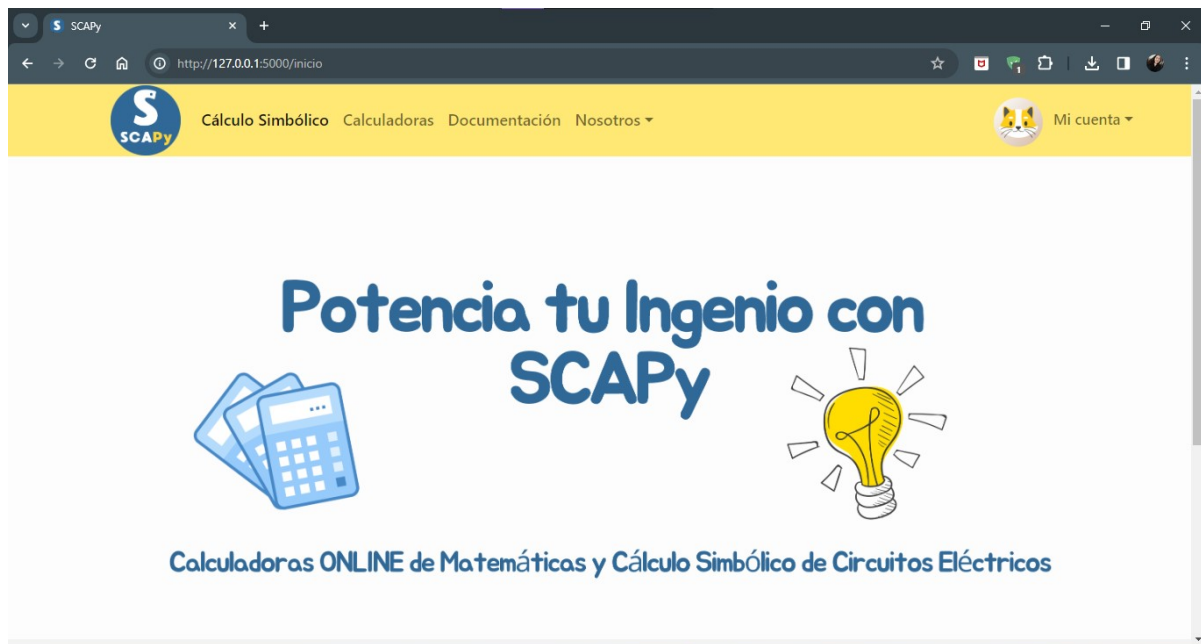 S SCAPy
http://127.0.0.1:5000/inicio
1
S
SCAPy
Cálculo Simbólico Calculadoras Documentación Nosotros Mi cuenta
Potencia tu Ingenio con
SCAPy
Calculadoras ONLINE de Matemáticas y Cálculo Simbólico de Circuitos Eléctricos